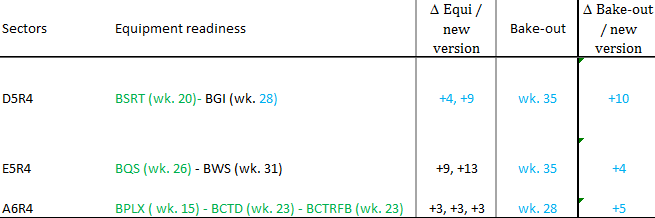 Sectors Equipment readiness Δ Equi / new version Bake-out Δ Bake-out / new version
D5R4 BSRT (wk. 20)- BGI (wk. 28) +4, +9 wk. 35 +10
E5R4 BQS (wk. 26) - BWS (wk. 31) +9, +13 wk. 35 +4
A6R4 BPLX ( wk. 15) - BCTD (wk. 23) - BCTRFB (wk. 23) +3, +3, +3 wk. 28 +5